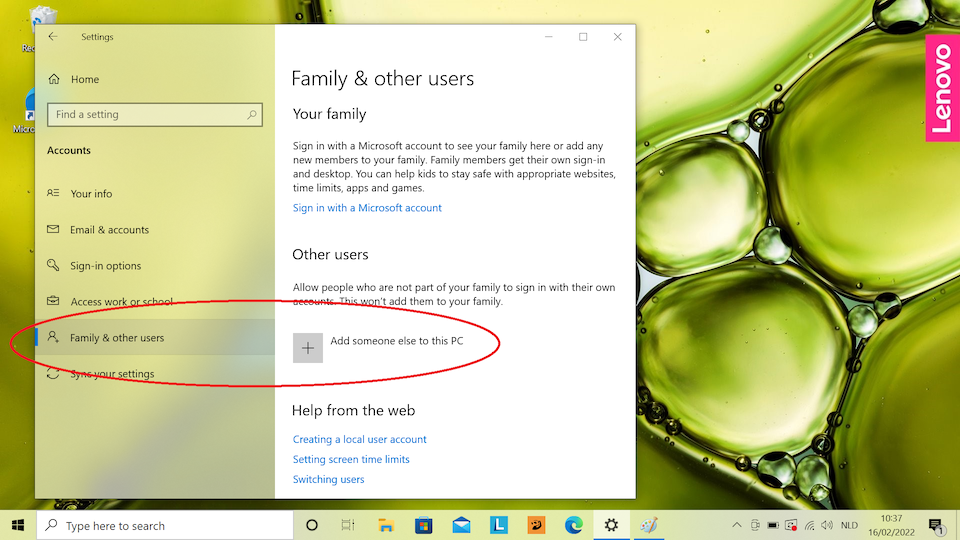 Settings
Home
Find a setting
Accounts
Your info
Email & accounts
Sign-in options
Access work or school
Family & other users
Sync your settings
Family & other users
Your family
Sign in with a Microsoft account to see your family here or add any
new members to your family. Family members get their own sign-in
and desktop. You can help kids to stay safe with appropriate websites,
time limits, apps and games.
Sign in with a Microsoft account
Other users
Allow people who are not part of your family to sign in with their own
accounts. This won't add them to your family.
Add someone else to this PC
Help from the web
Creating a local user account
Setting screen time limits
Switching users
Lenovo
Type here to search
L
NLD
10:37
16/02/2022
1